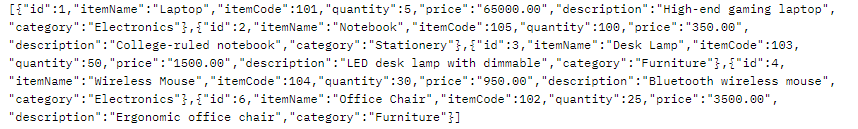 [{"id":1,"itemName":"Laptop","itemCode":101,"quantity":5,"price":"65000.00","description":"High-end gaming laptop",
"category":"Electronics"},{"id":2,"itemName":"Notebook","itemCode":105,"quantity":100,"price":"350.00",
"description":"College-ruled notebook","category":"Stationery"},{"id":3,"itemName":"Desk Lamp","itemCode":103,
"quantity":50,"price":"1500.00","description":"LED desk lamp with dimmable","category":"Furniture"},{"id":4,
"itemName":"Wireless Mouse","itemCode":104,"quantity":30,"price":"950.00","description":"Bluetooth wireless mouse",
"category":"Electronics"},{"id":6,"itemName":"Office Chair","itemCode":102,"quantity":25,"price":"3500.00",
"description":"Ergonomic office chair","category":"Furniture"}]